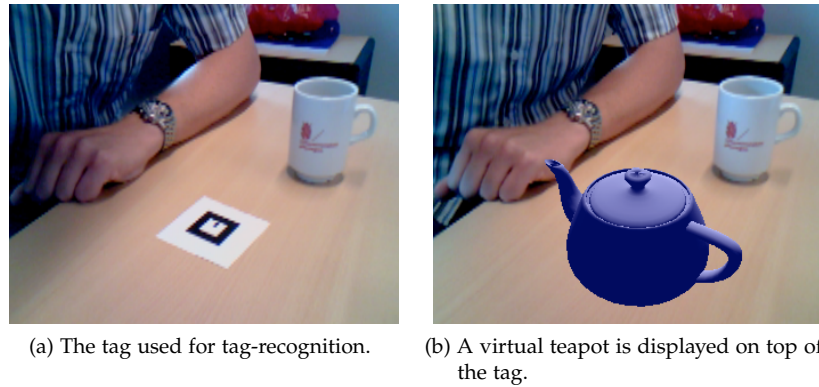 (a) The tag used for tag-recognition.
(b) A virtual teapot is displayed on top of
the tag.